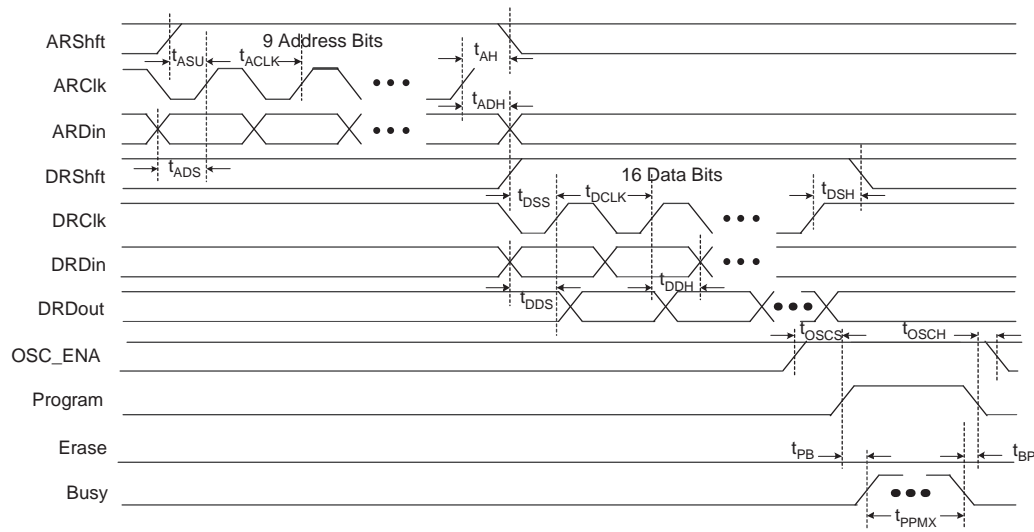 ARShft
9 Address Bits
tASU
tACLK
tAH
ARClk
tADH
ARDin
tADS
DRShft
16 Data Bits
tDSS
tDCLK
tDSH
DRClk
DRDin
tDDS
tDDH
DRDout
tOSCS
tOSCH
OSC_ENA
Program
Erase
tPB
tBP
Busy
tPPMX